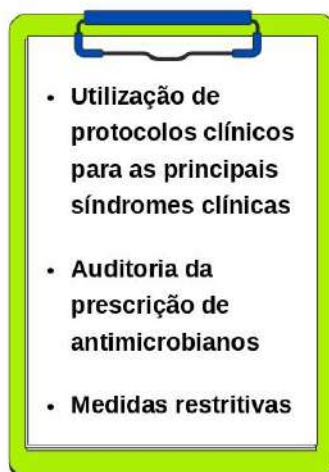 • Utilização de
protocolos clínicos
para as principais
síndromes clínicas
• Auditoria da
prescrição de
antimicrobianos
• Medidas restritivas